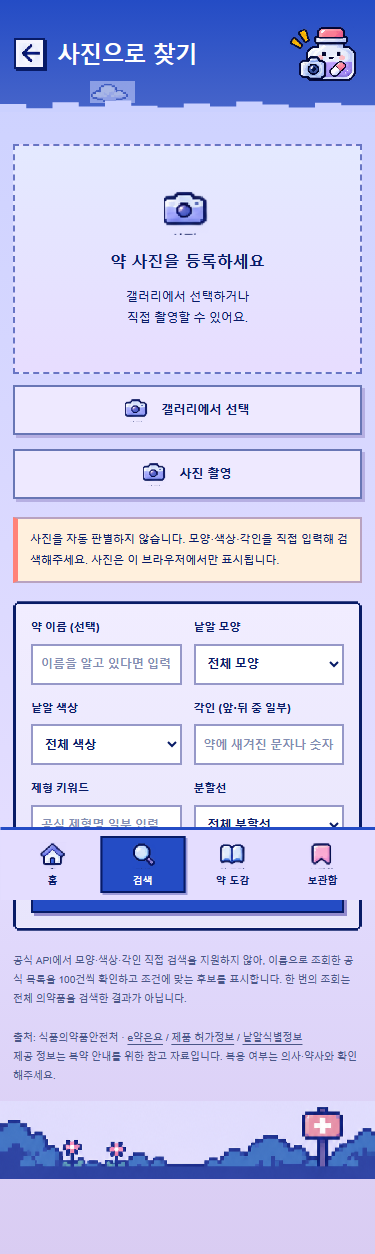 사진으로 찾기
약 사진을 등록하세요
갤러리에서 선택하거나
직접 촬영할 수 있어요.
갤러리에서 선택
사진 촬영
사진을 자동 판별하지 않습니다. 모양·색상·각인을 직접 입력해 검
색해주세요. 사진은 이 브라우저에서만 표시됩니다.
약 이름 (선택) 낱알 모양
이름을 알고 있다면 입력 전체 모양
낱알 색상 각인 (앞·뒤 중 일부)
전체 색상 약에 새겨진 문자나 숫자
제형 키워드 분할선
공식 제형명 일부 입력 전체 분할선
홈 검색 약 도감 보관함
공식 API에서 모양·색상·각인 직접 검색을 지원하지 않아, 이름으로 조회한 공
식 목록을 100건씩 확인하고 조건에 맞는 후보를 표시합니다. 한 번의 조회는
전체 의약품을 검색한 결과가 아닙니다.
출처: 식품의약품안전처 · e약은요 / 제품 허가정보 / 낱알식별정보
제공 정보는 복약 안내를 위한 참고 자료입니다. 복용 여부는 의사·약사와 확인
해주세요.